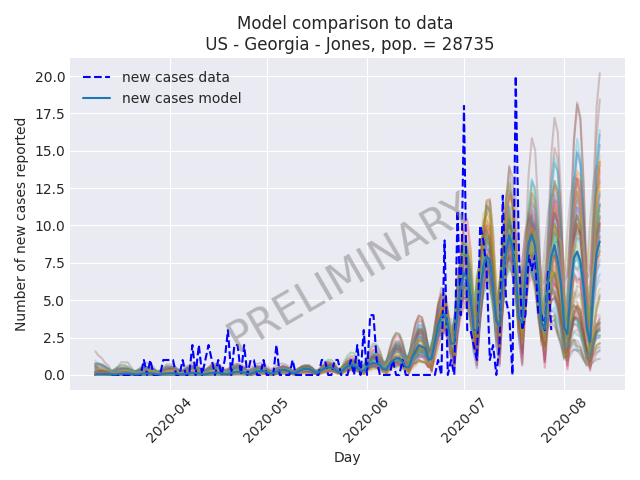 Model comparison to data
US - Georgia - Jones, pop. = 28735
new cases data
new cases model
PRELIMINARY
Number of new cases reported
20.0
17.5
15.0
12.5
10.0
7.5
5.0
2.5
0.0
2020-04
2020-05
2020-06
2020-07
2020-08
Day